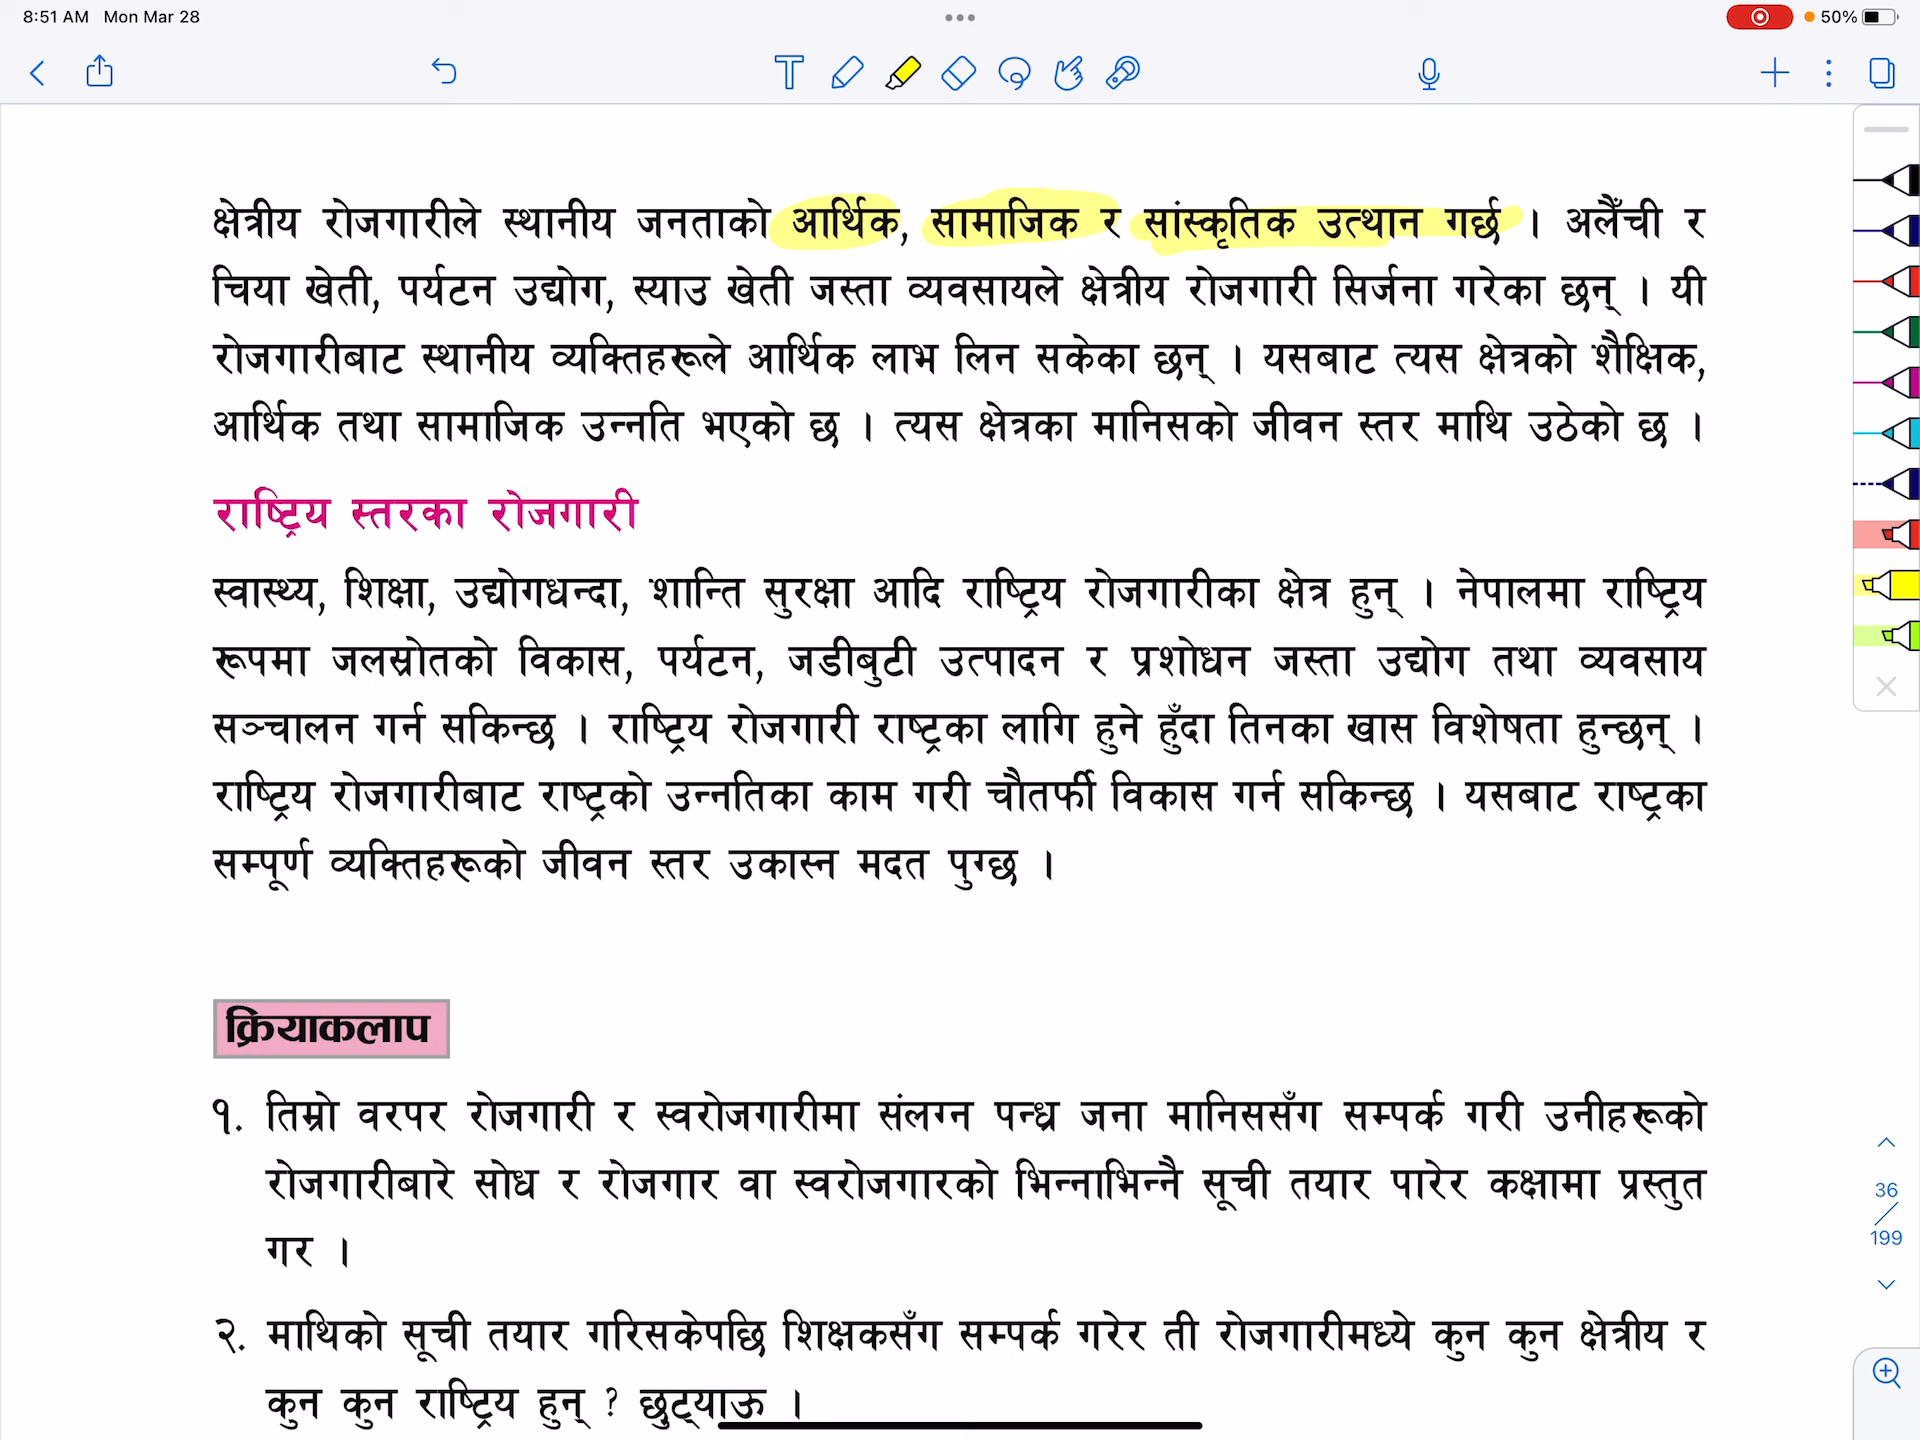 8:51 AM Mon Mar 28
50%
T
क्षेत्रीय रोजगारीले स्थानीय जनताको आर्थिक, सामाजिक र सांस्कृतिक उत्थान गर्छ । अलैँची र
चिया खेती, पर्यटन उद्योग, स्याउ खेती जस्ता व्यवसायले क्षेत्रीय रोजगारी सिर्जना गरेका छन् । यी
रोजगारीबाट स्थानीय व्यक्तिहरूले आर्थिक लाभ लिन सकेका छन् । यसबाट त्यस क्षेत्रको शैक्षिक,
आर्थिक तथा सामाजिक उन्नति भएको छ । त्यस क्षेत्रका मानिसको जीवन स्तर माथि उठेको छ ।
राष्ट्रिय स्तरका रोजगारी
स्वास्थ्य, शिक्षा, उद्योगधन्दा, शान्ति सुरक्षा आदि राष्ट्रिय रोजगारीका क्षेत्र हुन् । नेपालमा राष्ट्रिय
रूपमा जलस्रोतको विकास, पर्यटन, जडीबुटी उत्पादन र प्रशोधन जस्ता उद्योग तथा व्यवसाय
सञ्चालन गर्न सकिन्छ । राष्ट्रिय रोजगारी राष्ट्रका लागि हुने हुँदा तिनका खास विशेषता हुन्छन् ।
राष्ट्रिय रोजगारीबाट राष्ट्रको उन्नतिका काम गरी चौतर्फी विकास गर्न सकिन्छ । यसबाट राष्ट्रका
सम्पूर्ण व्यक्तिहरूको जीवन स्तर उकास्न मदत पुग्छ ।
क्रियाकलाप
१. तिम्रो वरपर रोजगारी र स्वरोजगारीमा संलग्न पन्ध्र जना मानिससँग सम्पर्क गरी उनीहरूको
रोजगारीबारे सोध र रोजगार वा स्वरोजगारको भिन्नाभिन्नै सूची तयार पारेर कक्षामा प्रस्तुत
गर ।
२. माथिको सूची तयार गरिसकेपछि शिक्षकसँग सम्पर्क गरेर ती रोजगारीमध्ये कुन कुन क्षेत्रीय र
कुन कुन राष्ट्रिय हुन् ? छुट्याऊ ।
36
199